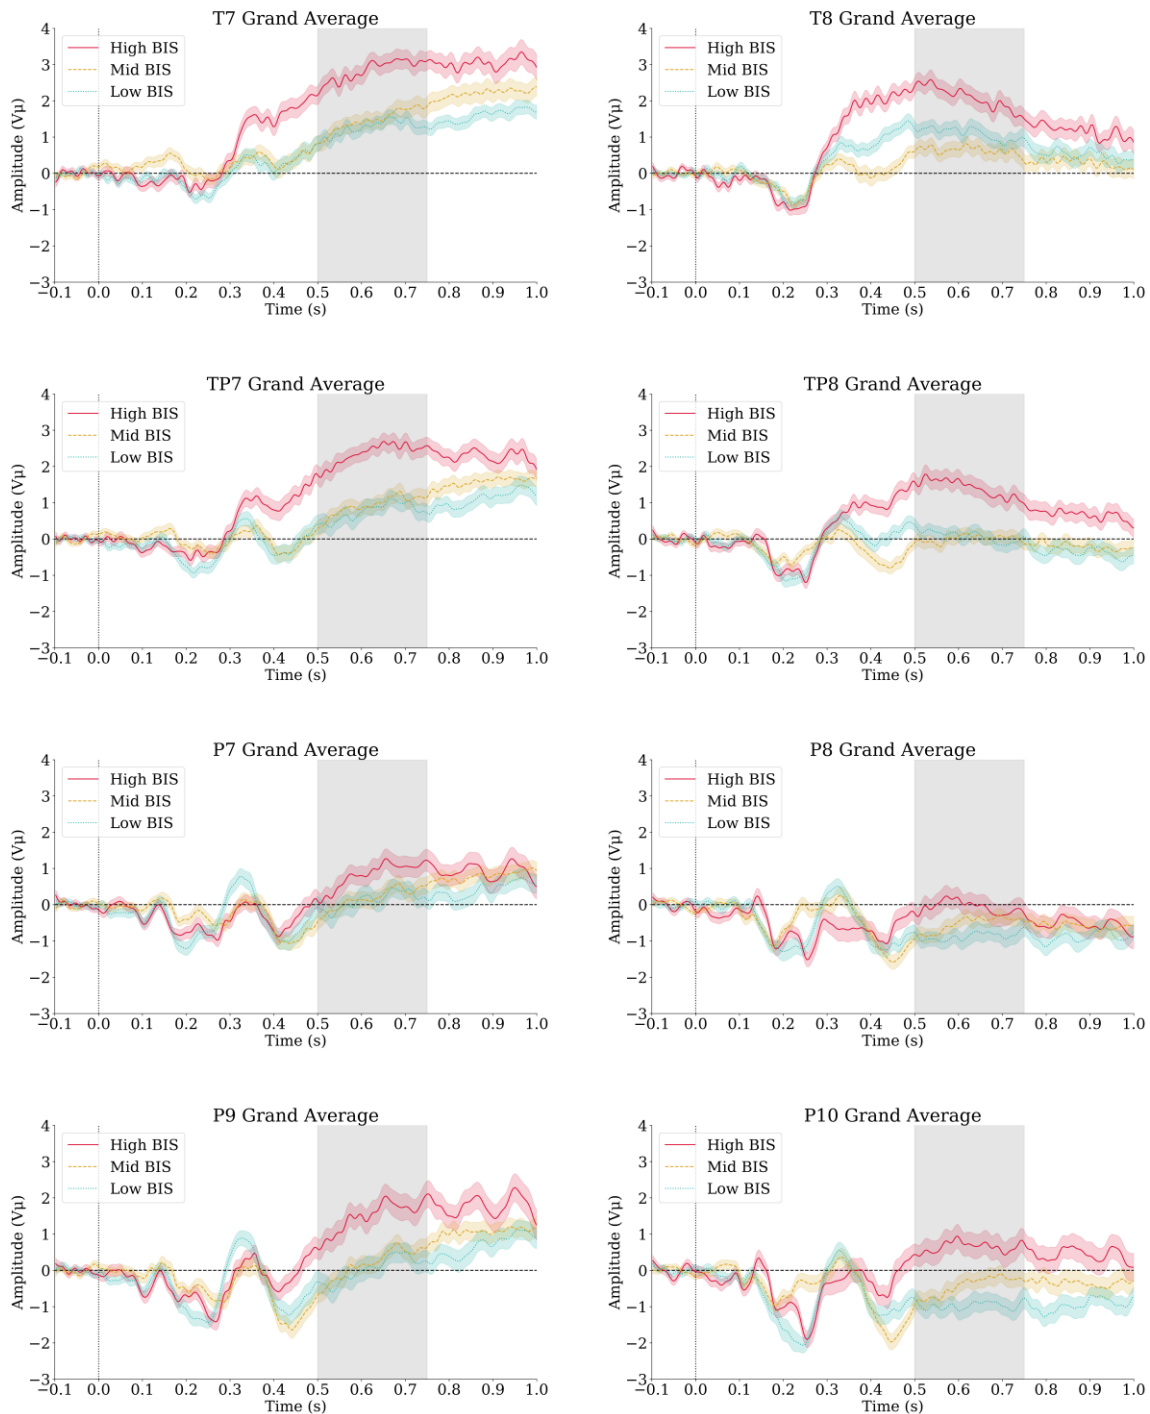 T7 Grand Average
High BIS
Mid BIS
Low BIS
Amplitude (Vμ)
4
3
2
1
0
−1
−2
−3
−0.1 0.0 0.1 0.2 0.3 0.4 0.5 0.6 0.7 0.8 0.9 1.0
Time (s)
T8 Grand Average
High BIS
Mid BIS
Low BIS
Amplitude (Vμ)
4
3
2
1
0
−1
−2
−3
−0.1 0.0 0.1 0.2 0.3 0.4 0.5 0.6 0.7 0.8 0.9 1.0
Time (s)
TP7 Grand Average
High BIS
Mid BIS
Low BIS
Amplitude (Vμ)
4
3
2
1
0
−1
−2
−3
−0.1 0.0 0.1 0.2 0.3 0.4 0.5 0.6 0.7 0.8 0.9 1.0
Time (s)
TP8 Grand Average
High BIS
Mid BIS
Low BIS
Amplitude (Vμ)
4
3
2
1
0
−1
−2
−3
−0.1 0.0 0.1 0.2 0.3 0.4 0.5 0.6 0.7 0.8 0.9 1.0
Time (s)
P7 Grand Average
High BIS
Mid BIS
Low BIS
Amplitude (Vμ)
4
3
2
1
0
−1
−2
−3
−0.1 0.0 0.1 0.2 0.3 0.4 0.5 0.6 0.7 0.8 0.9 1.0
Time (s)
P8 Grand Average
High BIS
Mid BIS
Low BIS
Amplitude (Vμ)
4
3
2
1
0
−1
−2
−3
−0.1 0.0 0.1 0.2 0.3 0.4 0.5 0.6 0.7 0.8 0.9 1.0
Time (s)
P9 Grand Average
High BIS
Mid BIS
Low BIS
Amplitude (Vμ)
4
3
2
1
0
−1
−2
−3
−0.1 0.0 0.1 0.2 0.3 0.4 0.5 0.6 0.7 0.8 0.9 1.0
Time (s)
P10 Grand Average
High BIS
Mid BIS
Low BIS
Amplitude (Vμ)
4
3
2
1
0
−1
−2
−3
−0.1 0.0 0.1 0.2 0.3 0.4 0.5 0.6 0.7 0.8 0.9 1.0
Time (s)